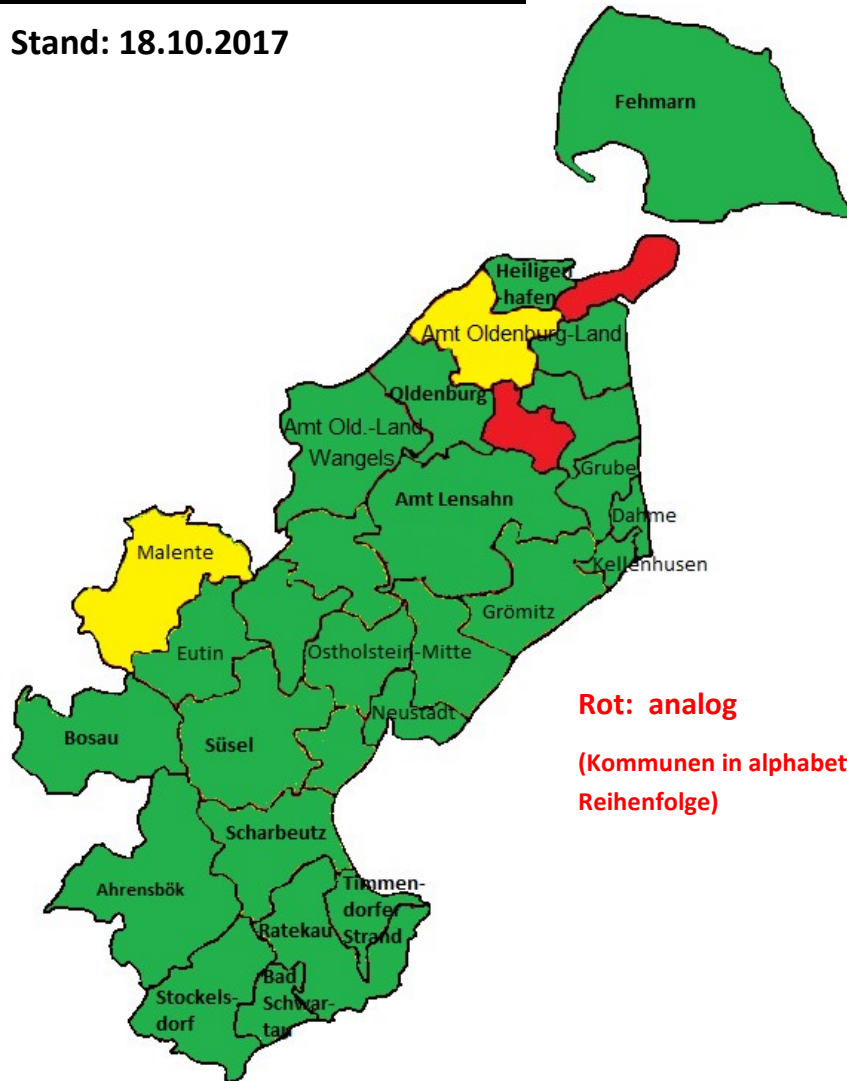 Stand: 18.10.2017
Fehmarn
Heiligen
-hafen
Amt Oldenburg-Land
Oldenburg
Amt Old.-Land
Wangels
Grube
Amt Lensahn
Dahme
Malente
Kellenhusen
Grömitz
Eutin
Ostholstein-Mitte
Neustadt
Bosau
Süsel
Rot: analog
(Kommunen in alphabet
Reihenfolge)
Scharbeutz
Ahrensbök
Timmen-
dorfer
Strand
Ratekau
Bad
Schwar-
tau
Stockels-
dorf